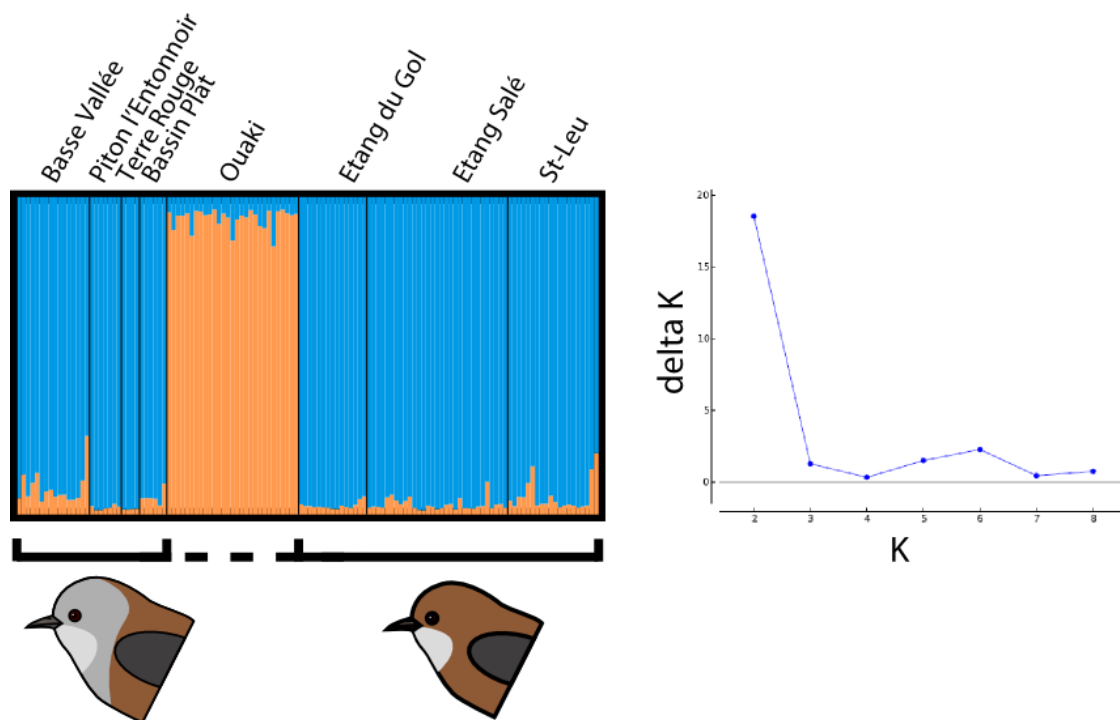 Basse Vallée
Piton l'Entonnoir
Terre Rouge
Bassin Plat
Ouaki
Etang du Gol
Etang Salé
St-Leu
20
15
10
5
0
delta K
2 3 4 5 6 7 8
K